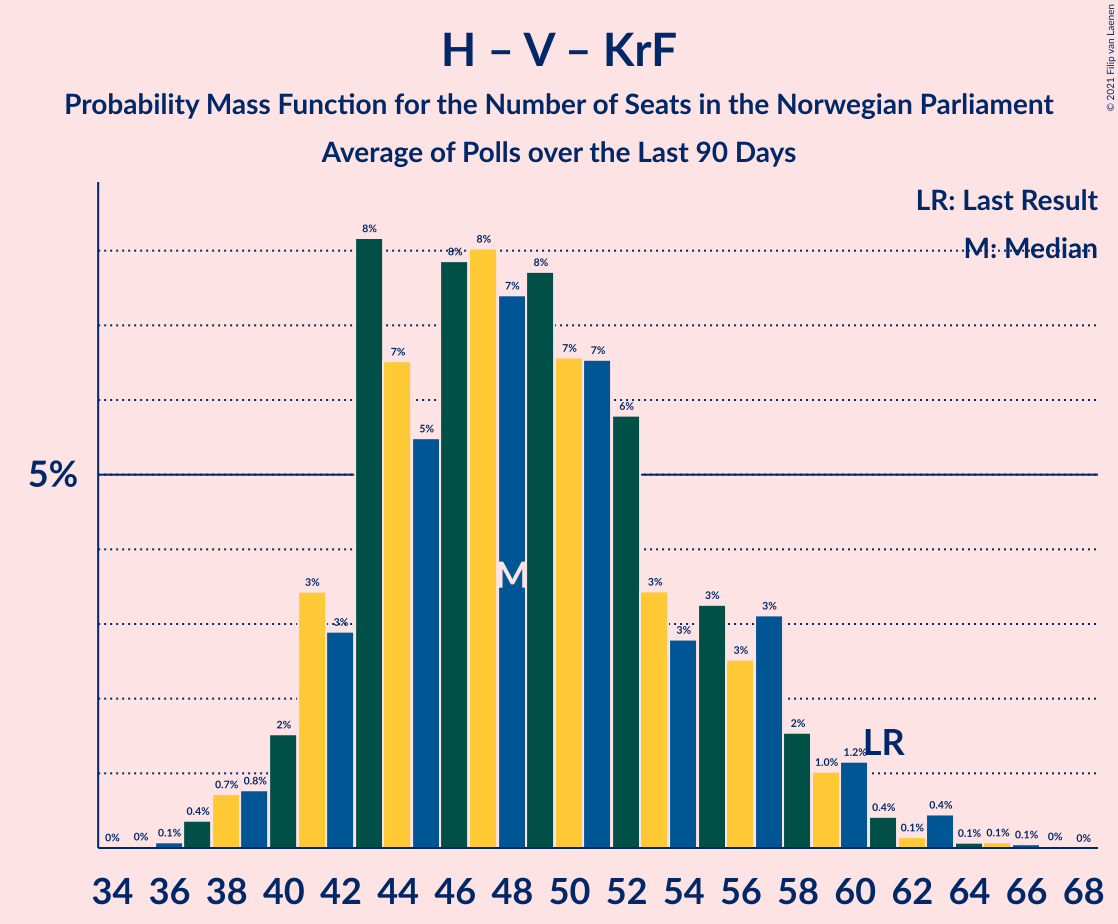 H – V – KrF
Probability Mass Function for the Number of Seats in the Norwegian Parliament
Average of Polls over the Last 90 Days
© 2021 Filip van Laenen
LR: Last Result
M: Median
5%
0% 0% 0.1% 0.4% 0.7% 0.8% 2% 3% 3% 8% 7% 5% 8% 8% 7% 8% 7% 7% 6% 3% 3% 3% 3% 3% 2% 1.0% 1.2% 0.4% 0.1% 0.4% 0.1% 0.1% 0.1% 0% 0%
M
LR
34 36 38 40 42 44 46 48 50 52 54 56 58 60 62 64 66 68